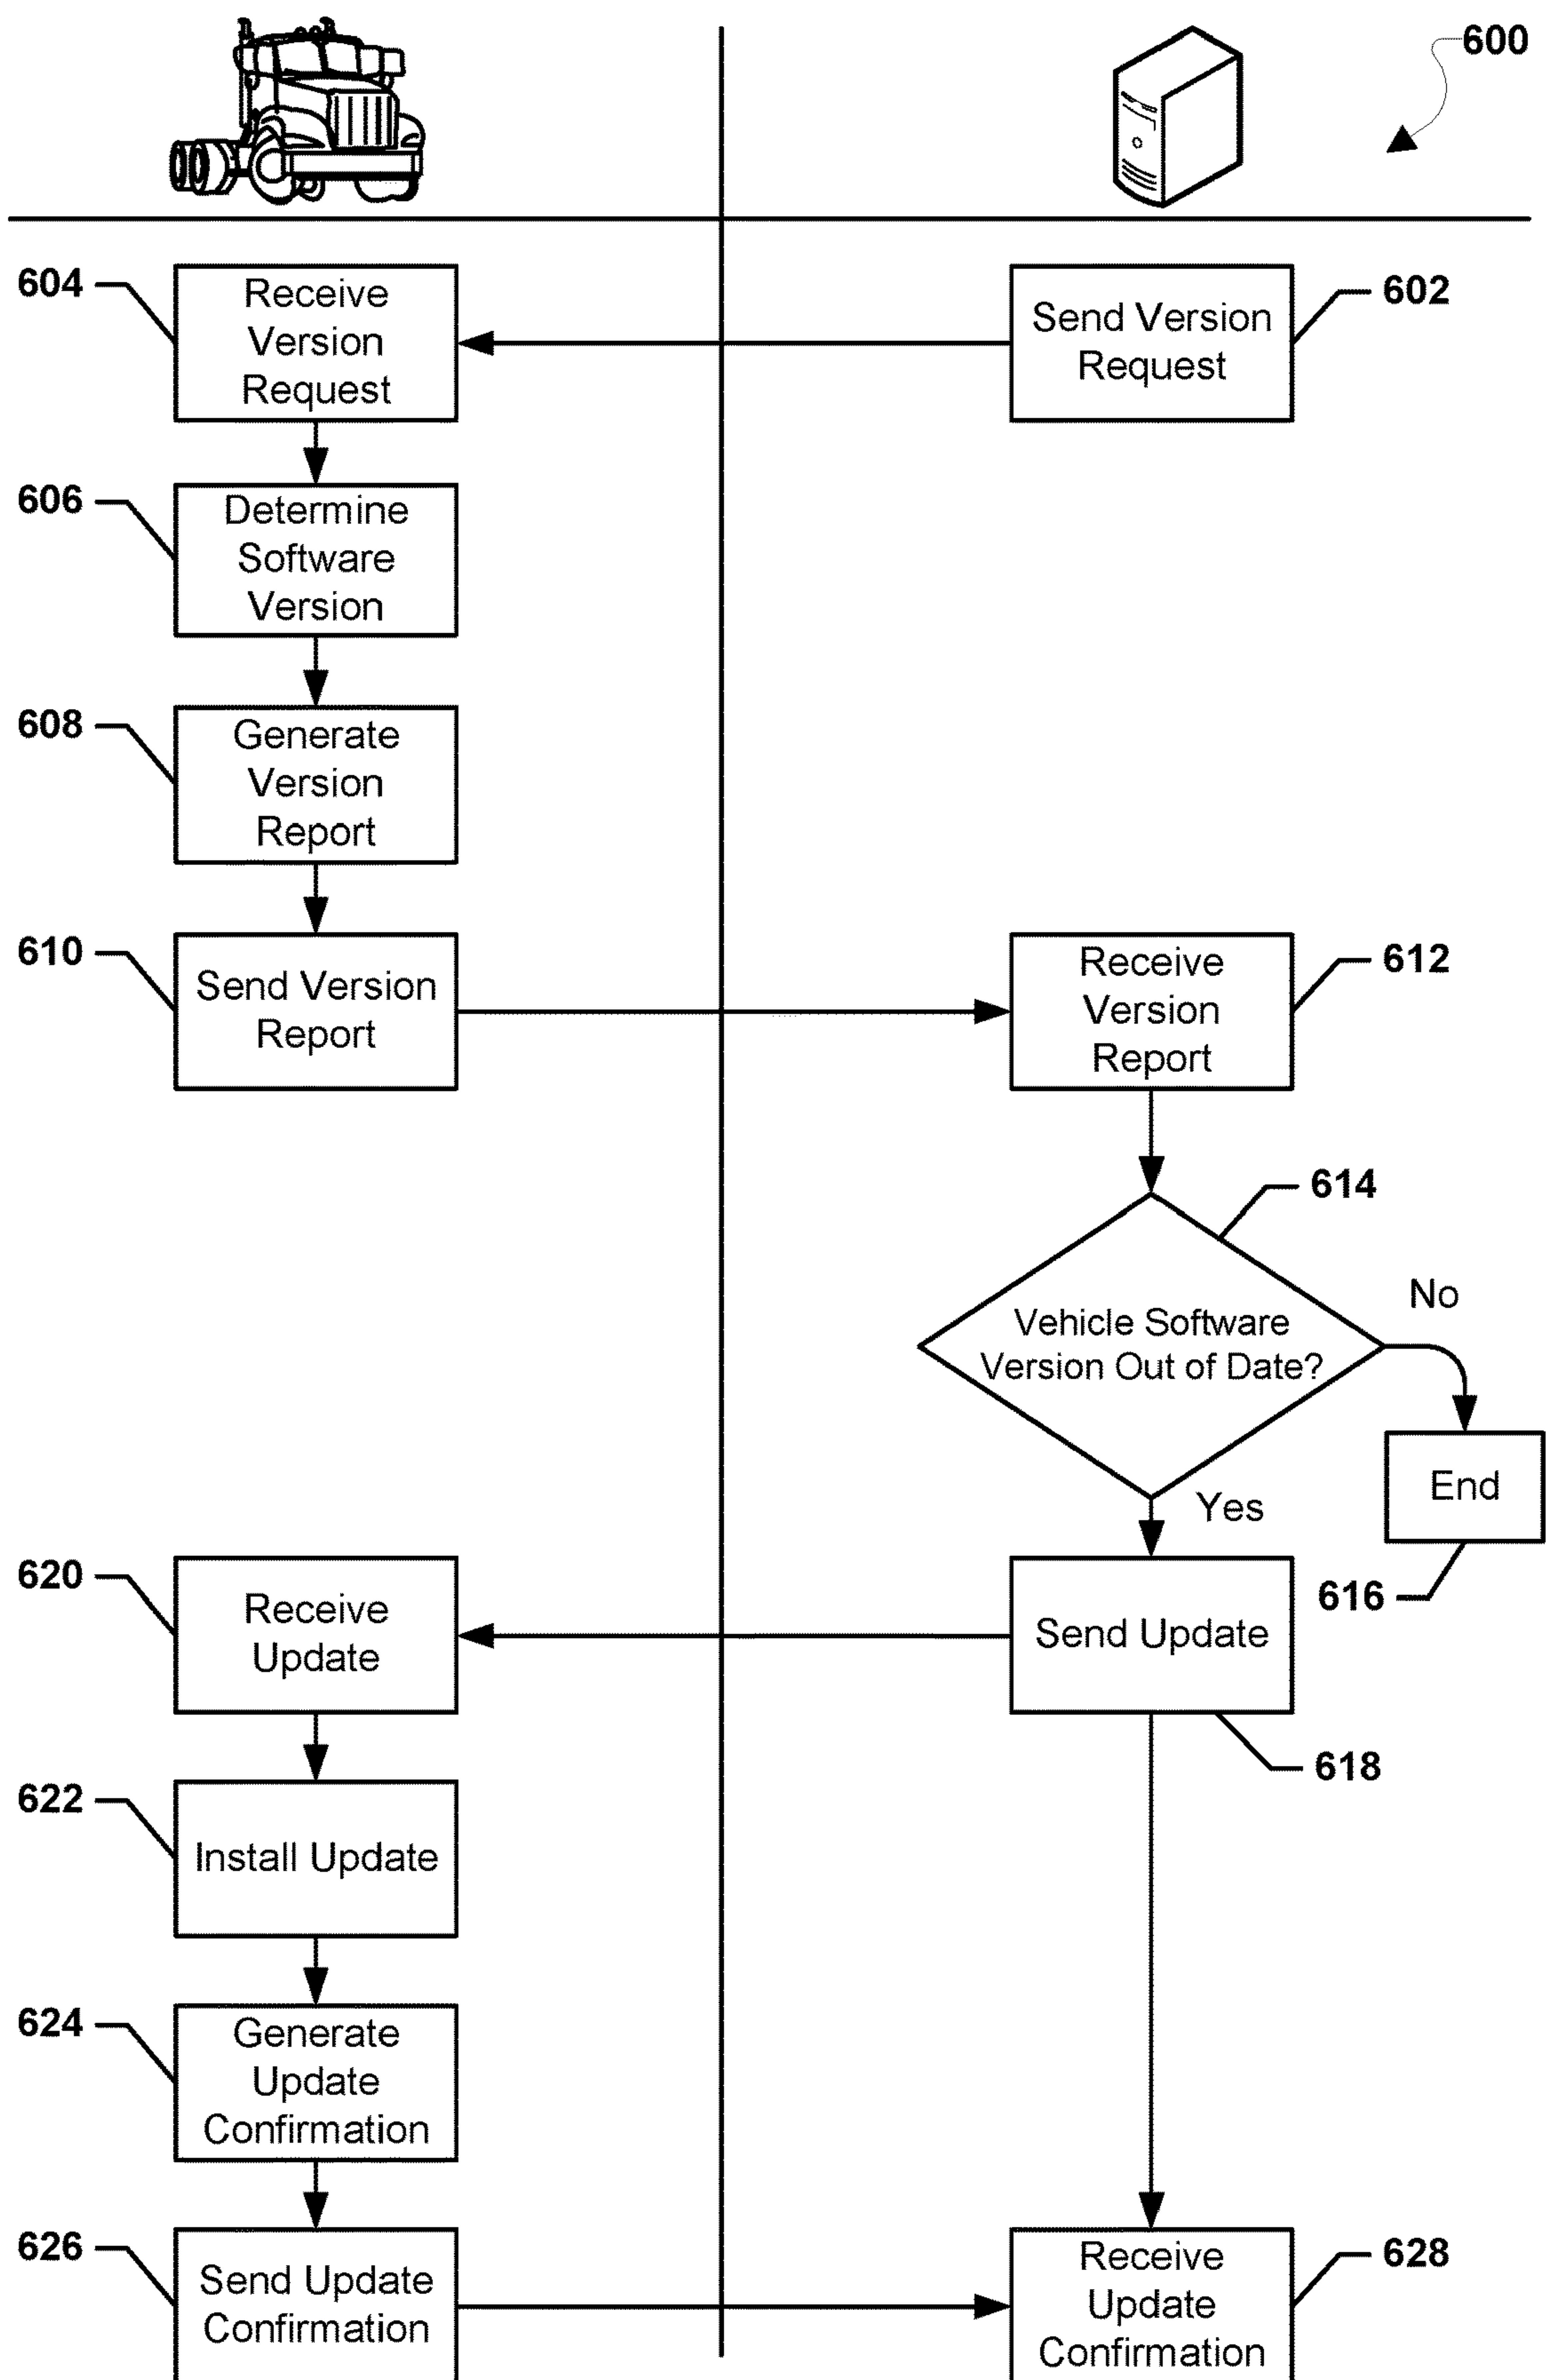 600
604
Receive
Version
Request
Send Version
Request
602
606
Determine
Software
Version
608
Generate
Version
Report
610
Send Version
Report
Receive
Version
Report
612
614
Vehicle Software
Version Out of Date?
No
End
616
Yes
620
Receive
Update
Send Update
618
622
Install Update
624
Generate
Update
Confirmation
626
Send Update
Confirmation
Receive
Update
Confirmation
628